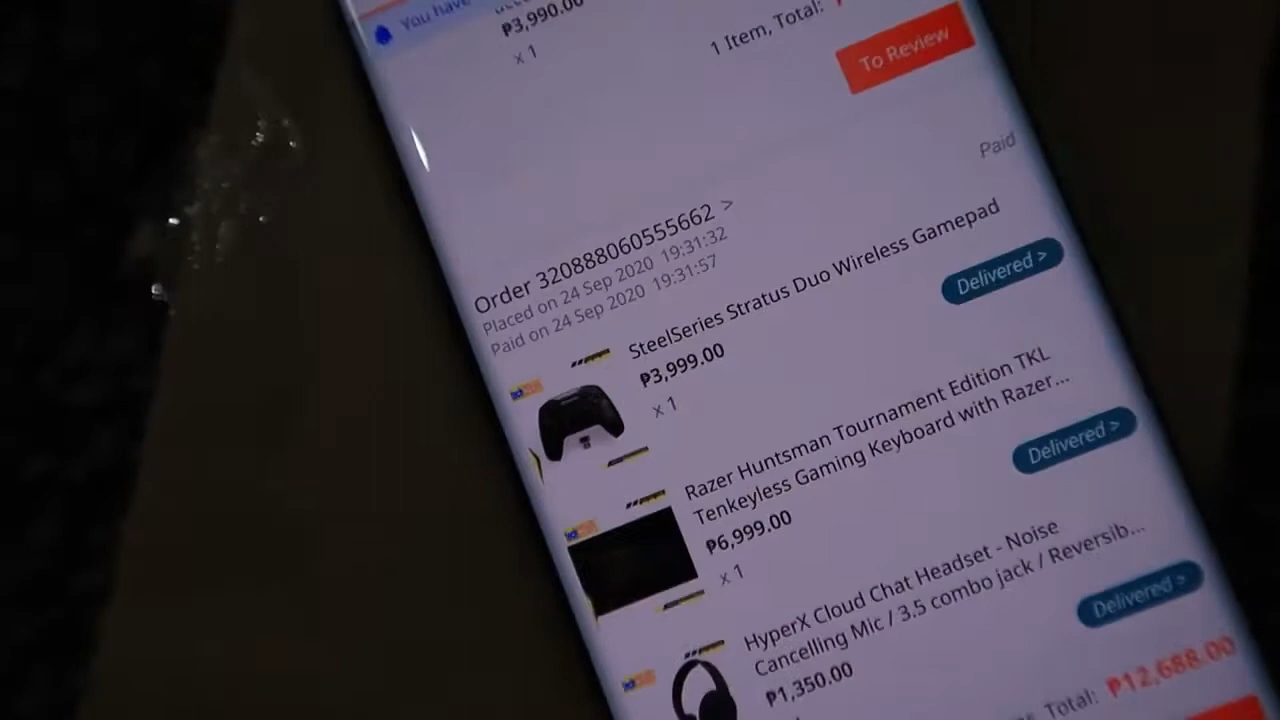 You have
₱3,990.00
x 1
1 Item, Total:
To Review
Paid
Order 320888060555662 >
Placed on 24 Sep 2020 19:31:32
Paid on 24 Sep 2020 19:31:57
SteelSeries Stratus Duo Wireless Gamepad
₱3,999.00
x 1
Delivered >
Razer Huntsman Tournament Edition TKL
Tenkeyless Gaming Keyboard with Razer...
₱6,999.00
x 1
Delivered >
HyperX Cloud Chat Headset - Noise
Cancelling Mic / 3.5 combo jack / Reversib...
₱1,350.00
Delivered >
Total: ₱12,688.00